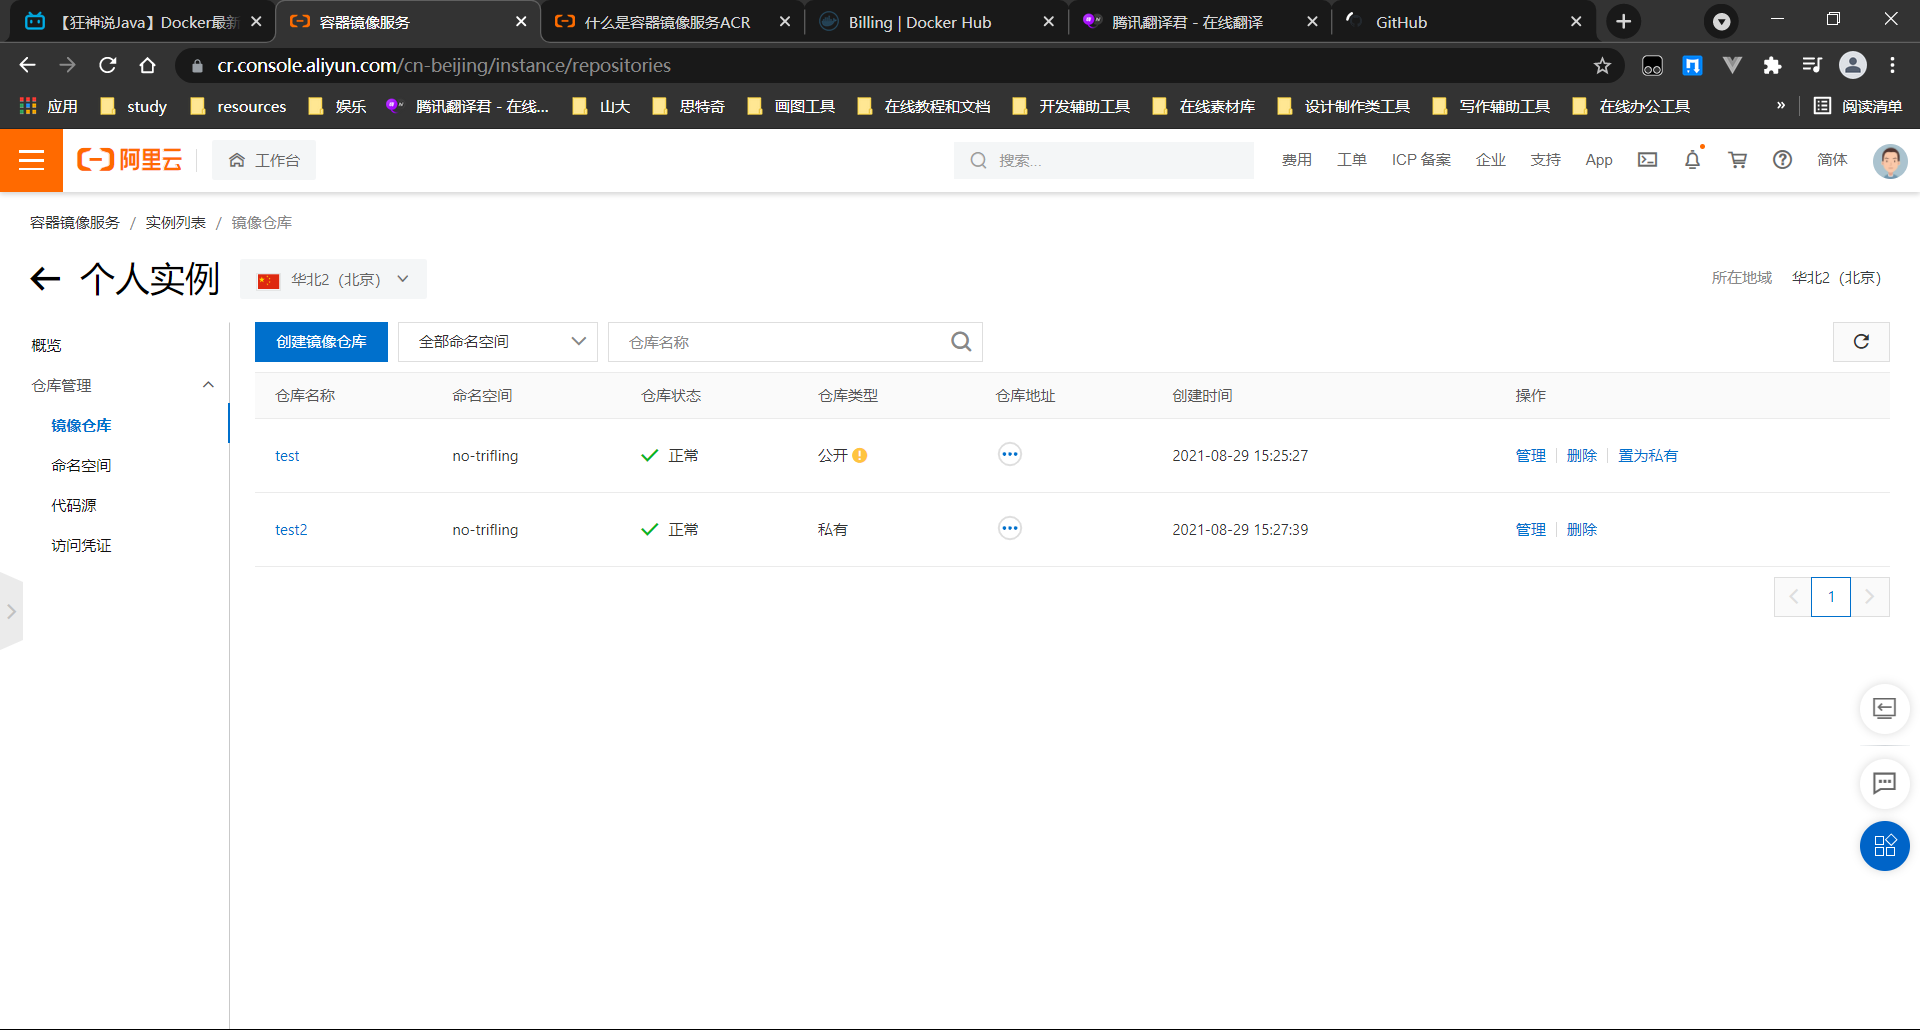 【狂神说Java】Docker最新
容器镜像服务
什么是容器镜像服务ACR
Billing | Docker Hub
腾讯翻译君 - 在线翻译
GitHub
cr.console.aliyun.com/cn-beijing/instance/repositories
应用
study
resources
娱乐
腾讯翻译君 - 在线...
山大
思特奇
画图工具
在线教程和文档
开发辅助工具
在线素材库
设计制作类工具
写作辅助工具
在线办公工具
»
阅读清单
阿里云
工作台
搜索...
费用
工单
ICP 备案
企业
支持
App
简体
容器镜像服务 / 实例列表 / 镜像仓库
个人实例
华北2（北京）
所在地域 华北2（北京）
概览
仓库管理
镜像仓库
命名空间
代码源
访问凭证
创建镜像仓库
全部命名空间
仓库名称
仓库名称 命名空间 仓库状态 仓库类型 仓库地址 创建时间 操作
test no-trifling 正常 公开 2021-08-29 15:25:27 管理 删除 置为私有
test2 no-trifling 正常 私有 2021-08-29 15:27:39 管理 删除
1